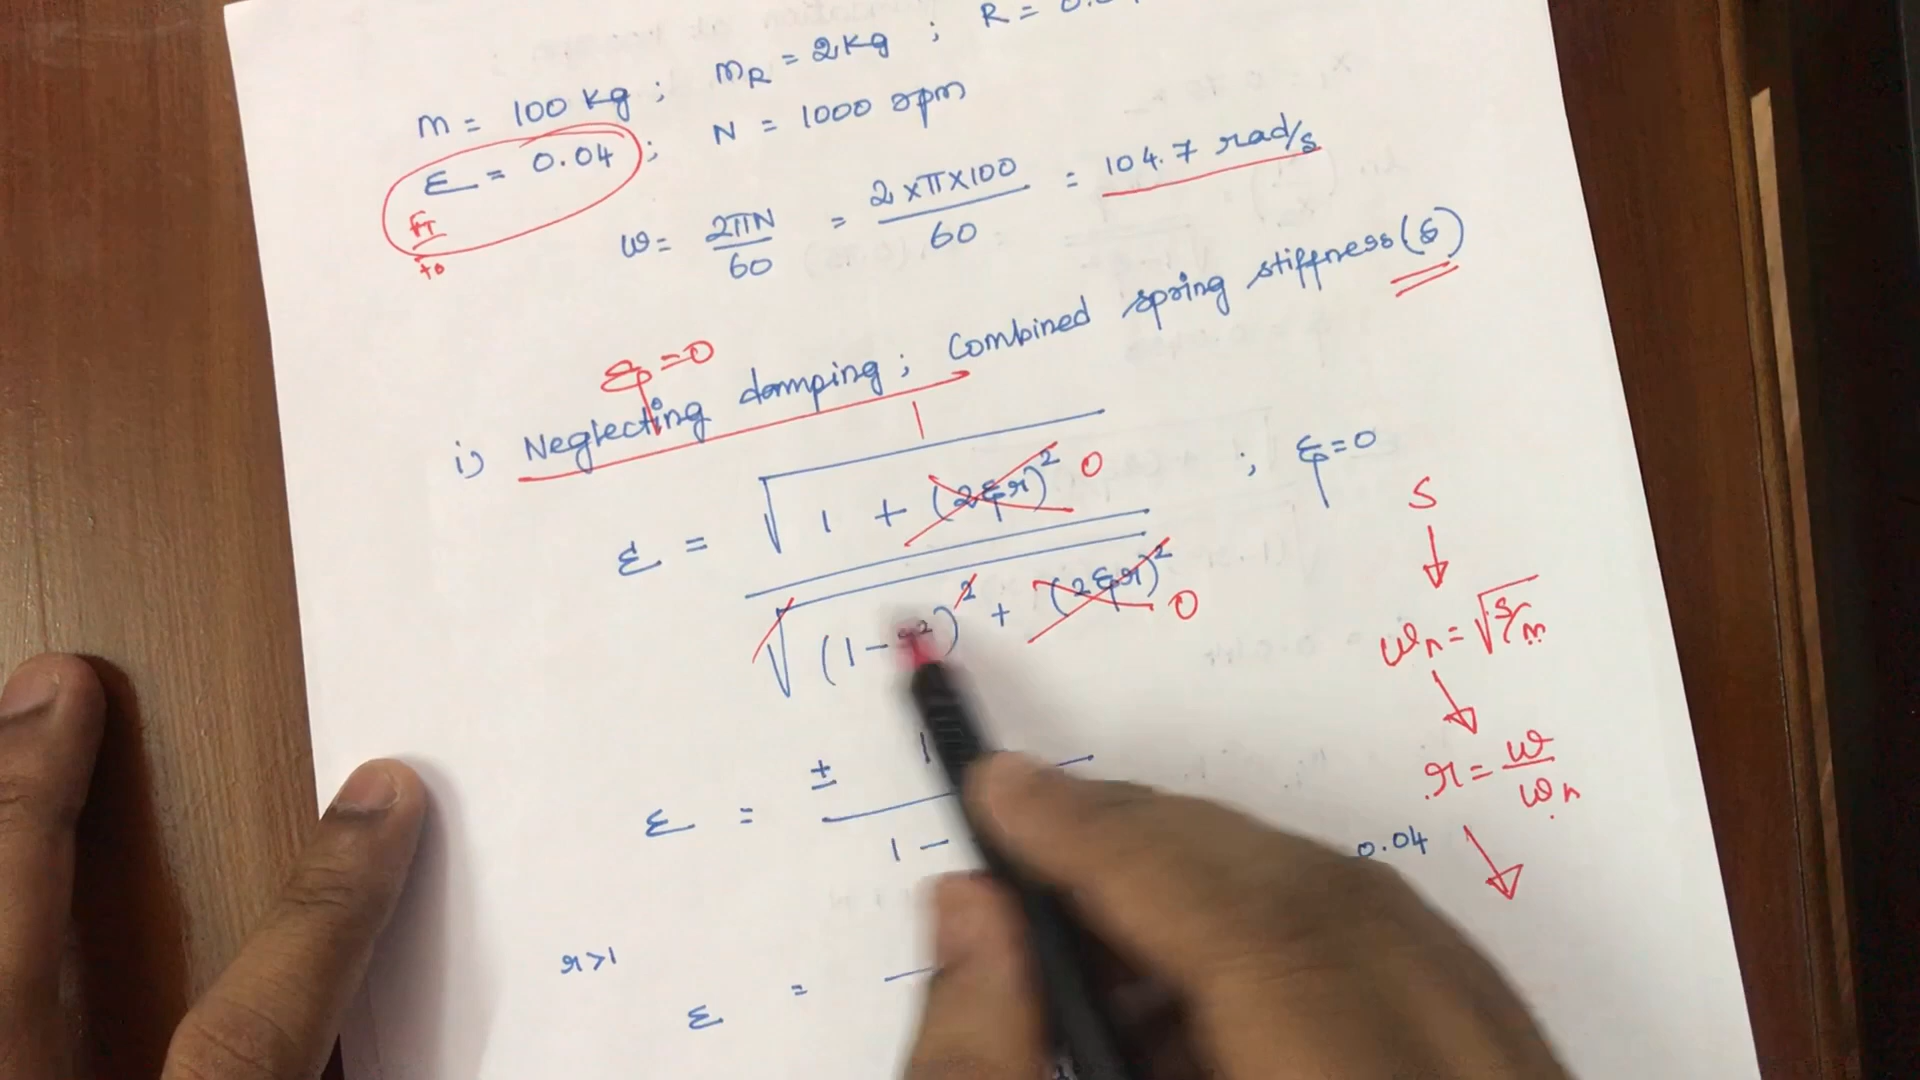 m = 100 kg ; mR = 2kg ; R = 0.
ε = 0.04 ; N = 1000 rpm
FT
F0
ω = 2πN/60 = 2×π×100/60 = 104.7 rad/s
ξ=0
i) Neglecting damping ; Combined spring stiffness (s)
1
ε = √1 + (2ξr)² 0 ; ξ=0
√(1-r²)² + (2ξr)² 0
S
↓
ωn = √s/m
ε = ± 1
1 -
r = ω/ωn
0.04
r>1
ε = —